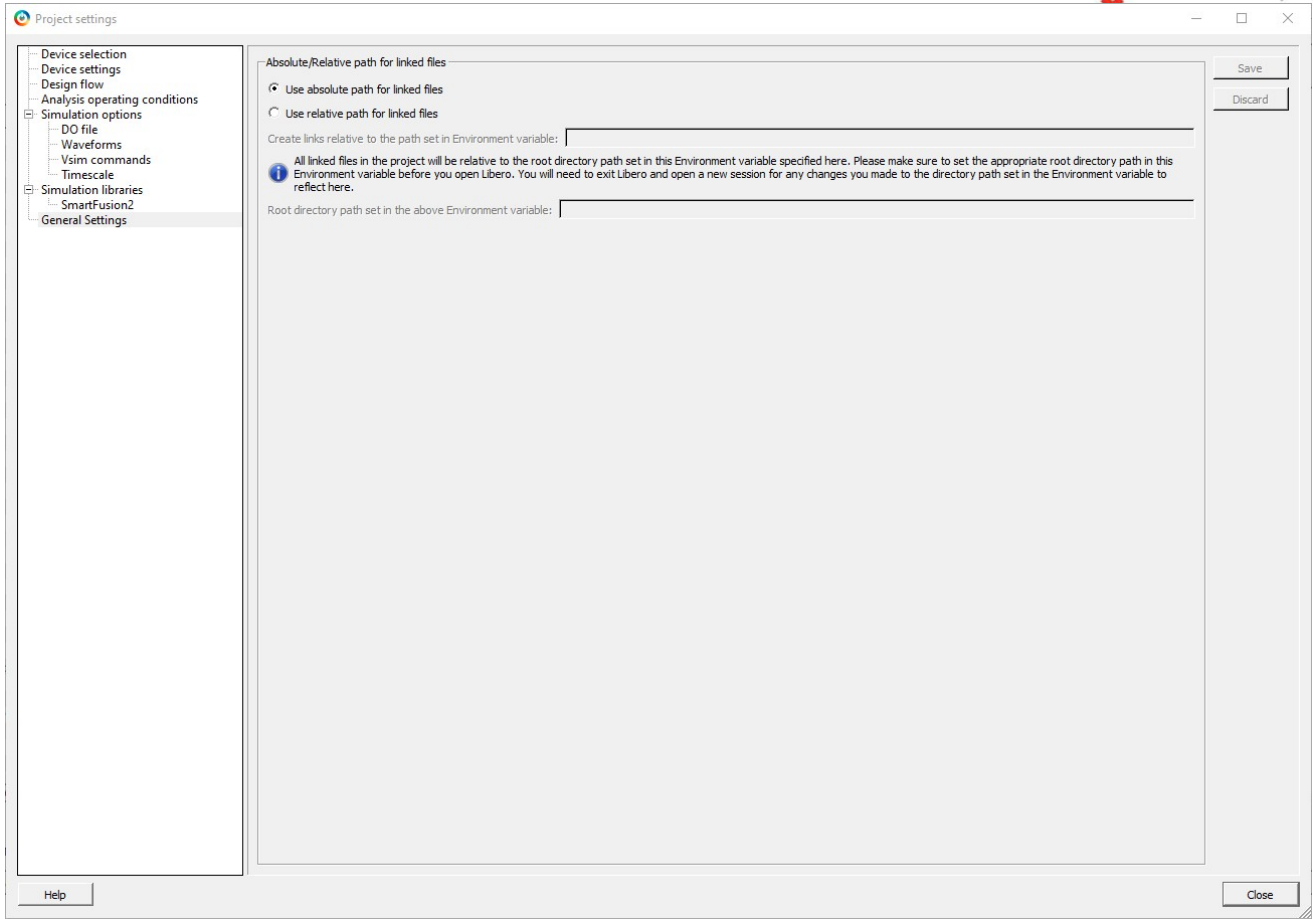 Project settings
Device selection
Device settings
Design flow
Analysis operating conditions
Simulation options
DO file
Waveforms
Vsim commands
Timescale
Simulation libraries
SmartFusion2
General Settings
Absolute/Relative path for linked files
Use absolute path for linked files
Use relative path for linked files
Create links relative to the path set in Environment variable:
All linked files in the project will be relative to the root directory path set in this Environment variable specified here. Please make sure to set the appropriate root directory path in this
Environment variable before you open Libero. You will need to exit Libero and open a new session for any changes you made to the directory path set in the Environment variable to
reflect here.
Root directory path set in the above Environment variable:
Save
Discard
Help
Close